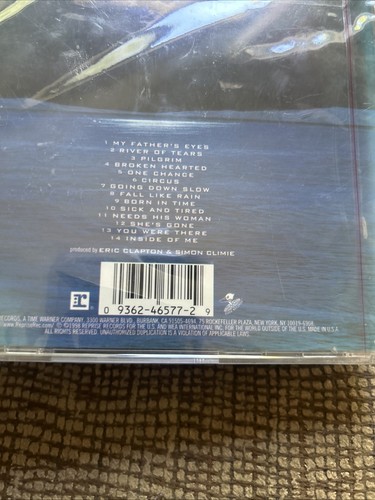 1 MY FATHER'S EYES
2 RIVER OF TEARS
3 PILGRIM
4 BROKEN HEARTED
5 ONE CHANCE
6 CIRCUS
7 GOING DOWN SLOW
8 FALL LIKE RAIN
9 BORN IN TIME
10 SICK AND TIRED
11 NEEDS HIS WOMAN
12 SHE'S GONE
13 YOU WERE THERE
14 INSIDE OF ME
produced by ERIC CLAPTON & SIMON CLIMIE
0 9362-46577-2 9
RECORDS, A TIME WARNER COMPANY. 3300 WARNER BLVD., BURBANK, CA 91505-4694. 75 ROCKEFELLER PLAZA, NEW YORK, NY 10019-6908
/www.RepriseRec.com/ © 1998 REPRISE RECORDS FOR THE U.S. AND WEA INTERNATIONAL INC. FOR THE WORLD OUTSIDE OF THE U.S. MADE IN U.S.A.
ALL RIGHTS RESERVED. UNAUTHORIZED DUPLICATION IS A VIOLATION OF APPLICABLE LAWS.